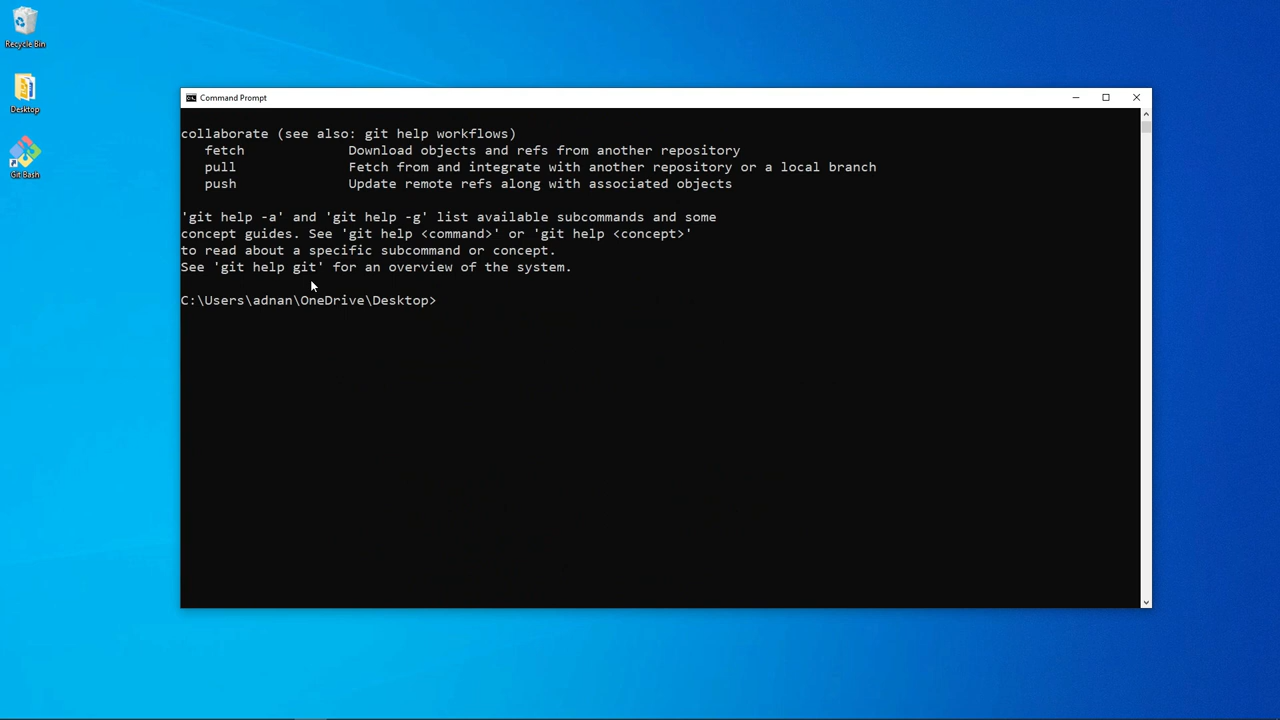 Recycle Bin
Desktop
Git Bash
Command Prompt
collaborate (see also: git help workflows)
fetch Download objects and refs from another repository
pull Fetch from and integrate with another repository or a local branch
push Update remote refs along with associated objects
'git help -a' and 'git help -g' list available subcommands and some
concept guides. See 'git help <command>' or 'git help <concept>'
to read about a specific subcommand or concept.
See 'git help git' for an overview of the system.
C:\Users\adnan\OneDrive\Desktop>